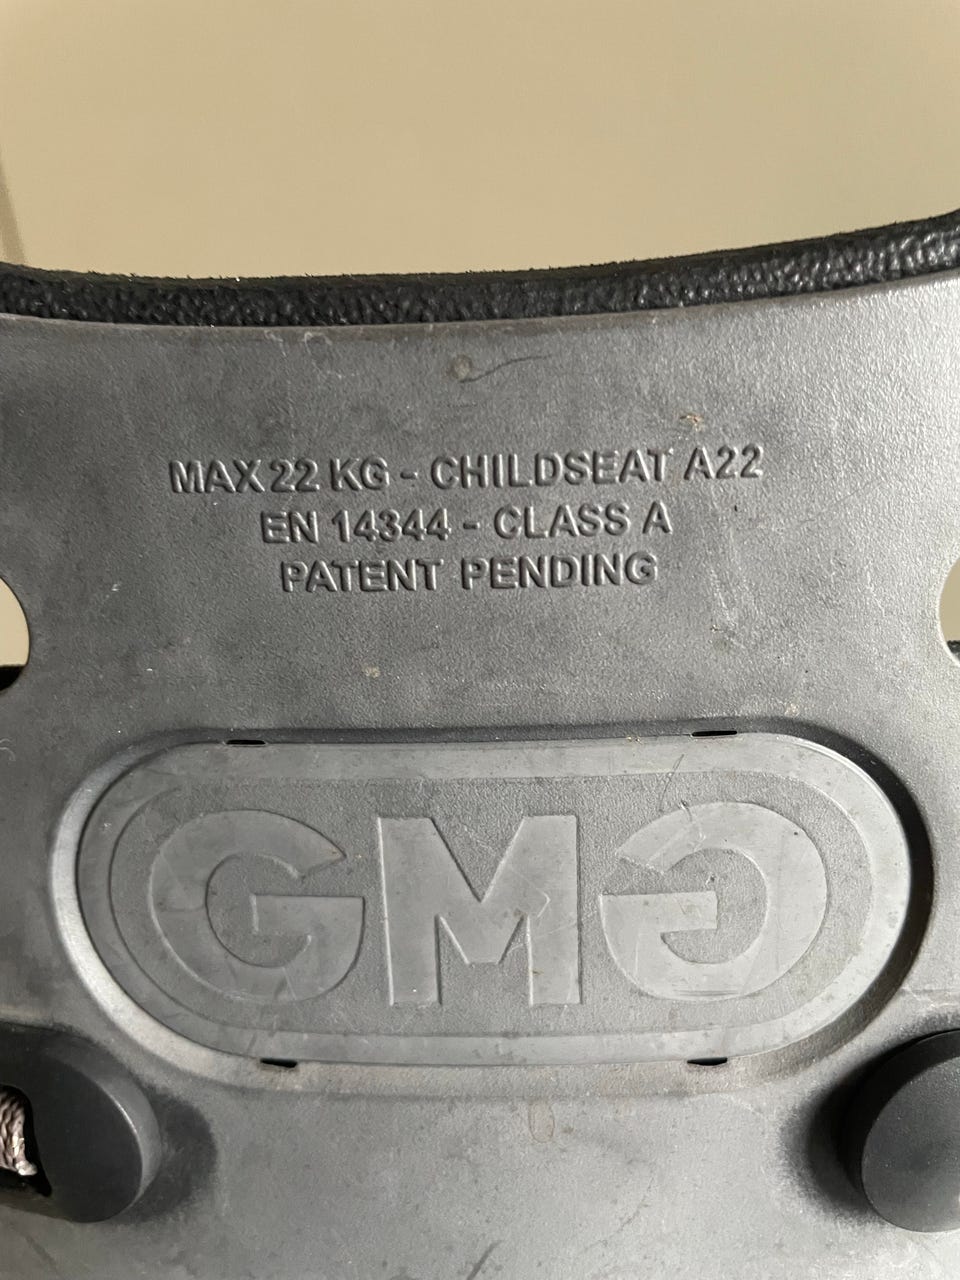 MAX 22 KG - CHILDSEAT A22
EN 14344 - CLASS A
PATENT PENDING
GMG